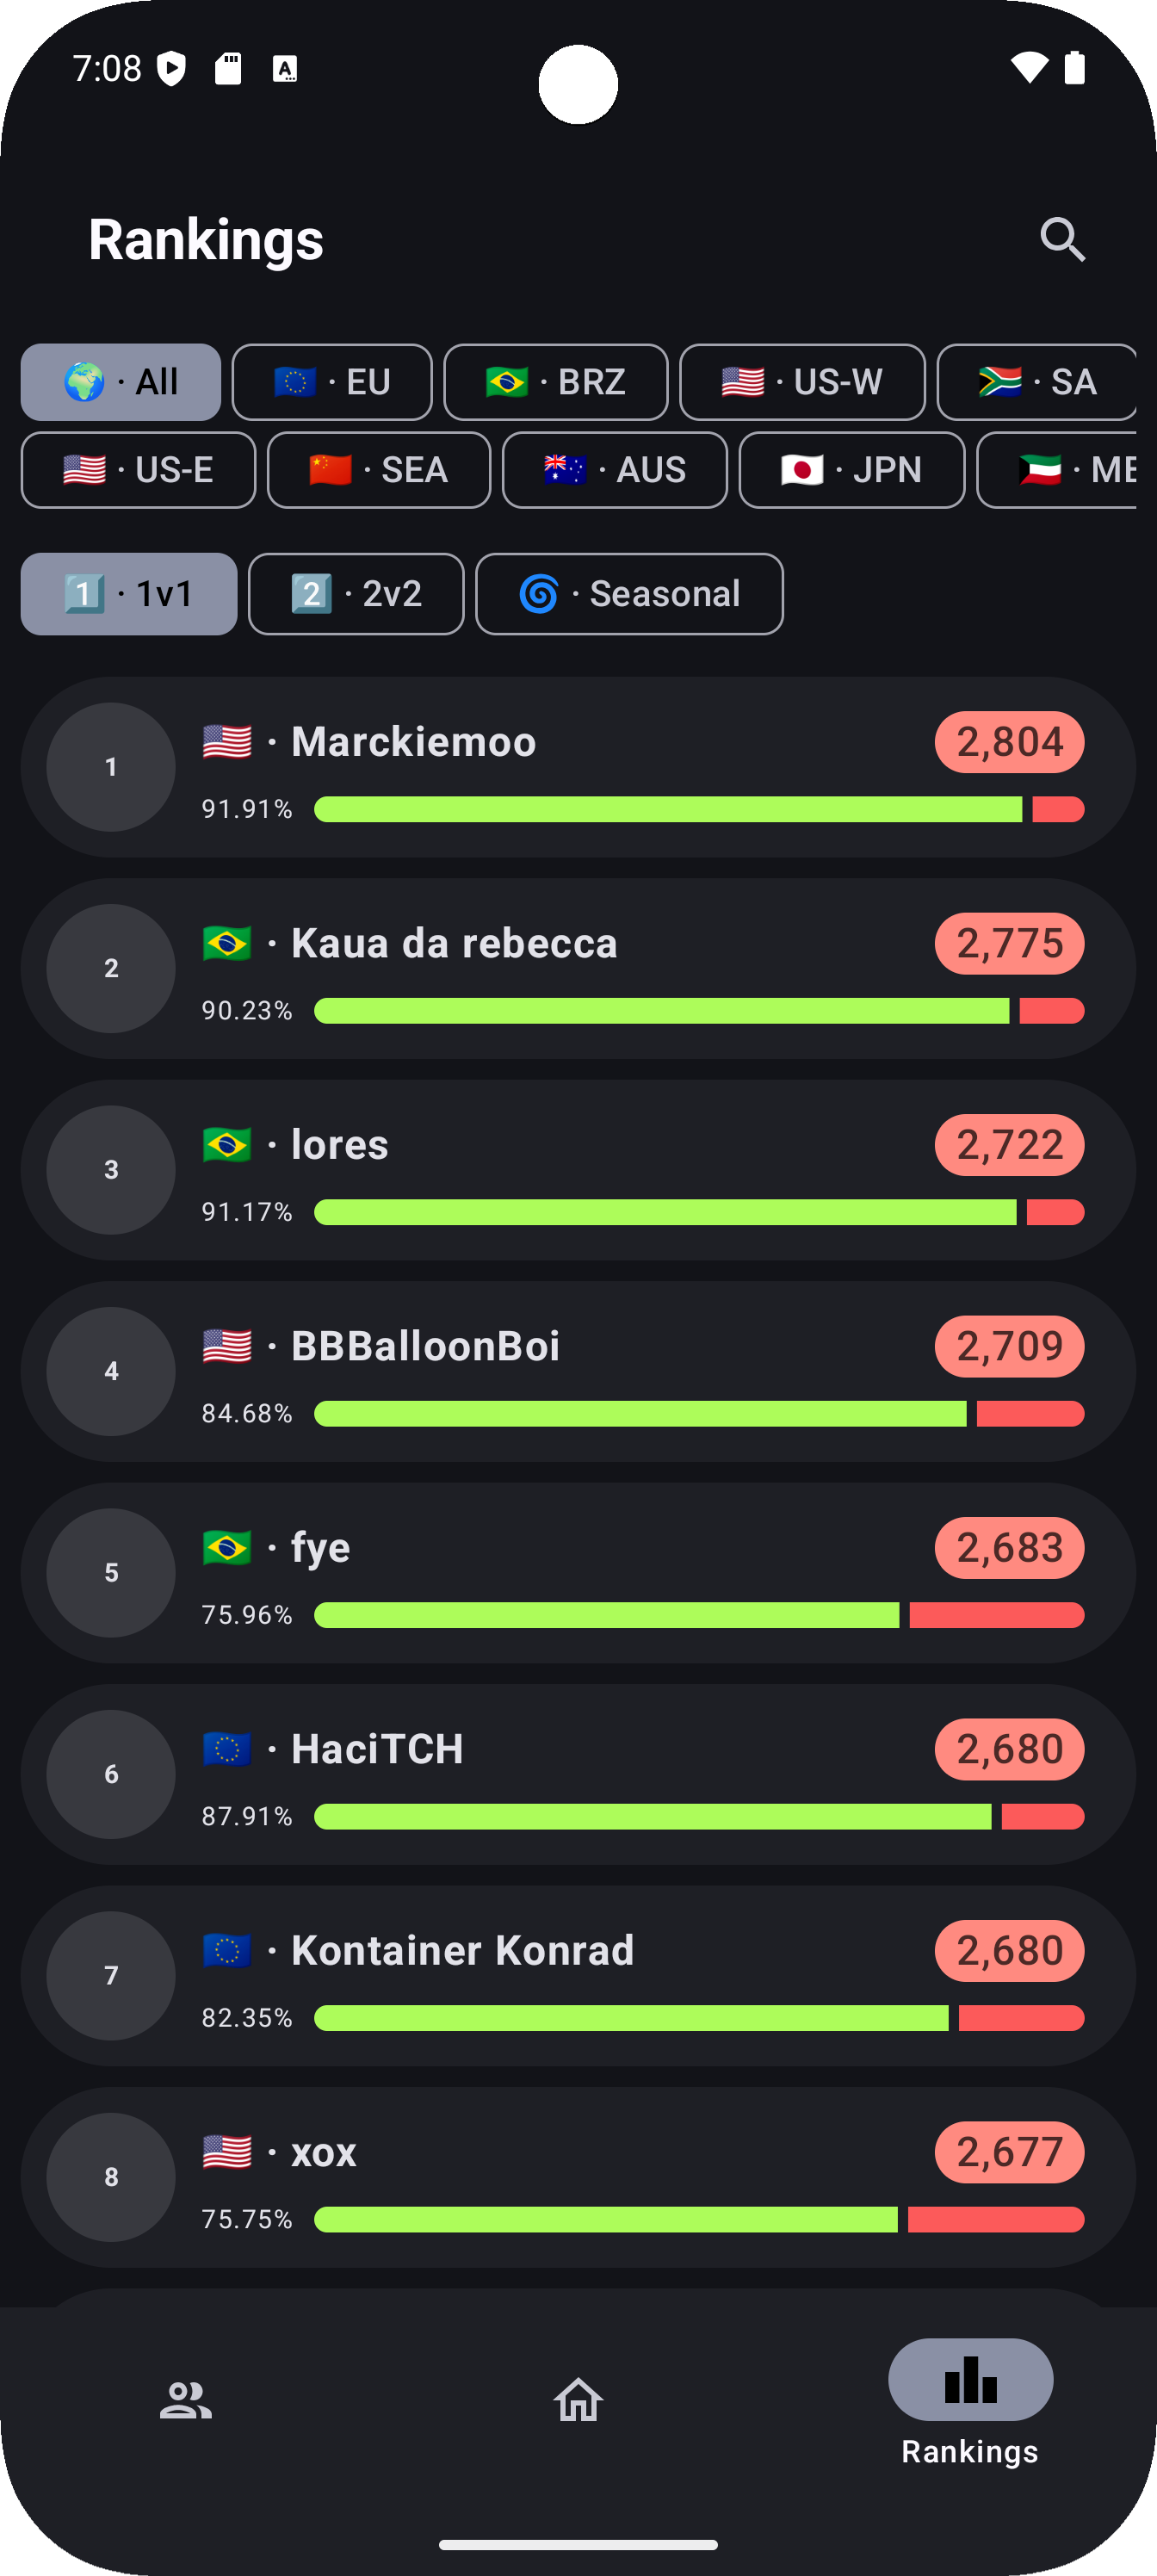 7:08
Rankings
🌍 · All
🇪🇺 · EU
🇧🇷 · BRZ
🇺🇸 · US-W
🇿🇦 · SA
🇺🇸 · US-E
🇨🇳 · SEA
🇦🇺 · AUS
🇯🇵 · JPN
🇰🇼 ·
1️⃣ · 1v1
2️⃣ · 2v2
🌀 · Seasonal
1
🇺🇸 · Marckiemoo
2,804
91.91%
2
🇧🇷 · Kaua da rebecca
2,775
90.23%
3
🇧🇷 · lores
2,722
91.17%
4
🇺🇸 · BBBalloonBoi
2,709
84.68%
5
🇧🇷 · fye
2,683
75.96%
6
🇪🇺 · HaciTCH
2,680
87.91%
7
🇪🇺 · Kontainer Konrad
2,680
82.35%
8
🇺🇸 · xox
2,677
75.75%
Rankings